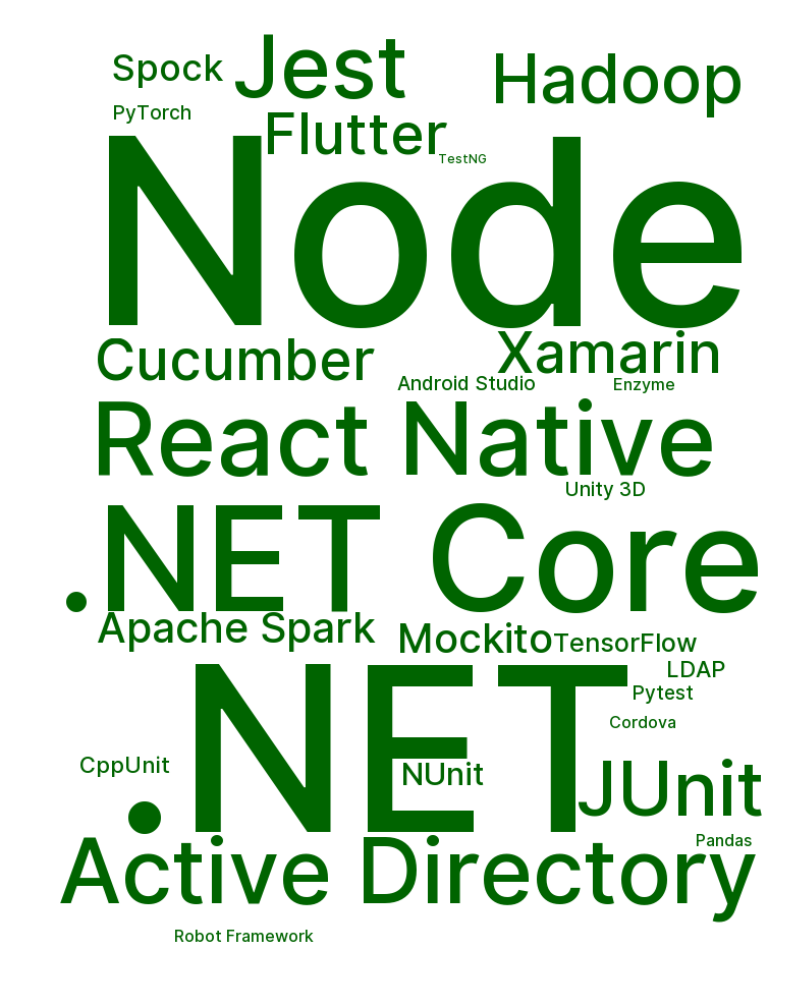 Spock
Jest
Hadoop
PyTorch
Flutter
TestNG
Node
Cucumber
Xamarin
Android Studio
Enzyme
React Native
Unity 3D
.NET Core
Apache Spark
Mockito
TensorFlow
LDAP
Pytest
Cordova
.NET
CppUnit
NUnit
JUnit
Pandas
Active Directory
Robot Framework